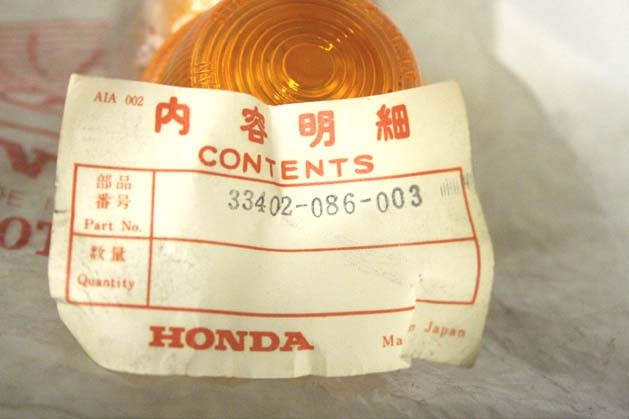 AIA 002
内容明細
CONTENTS
部品
番号
Part No.
33402-086-003
数量
Quantity
HONDA
Japan